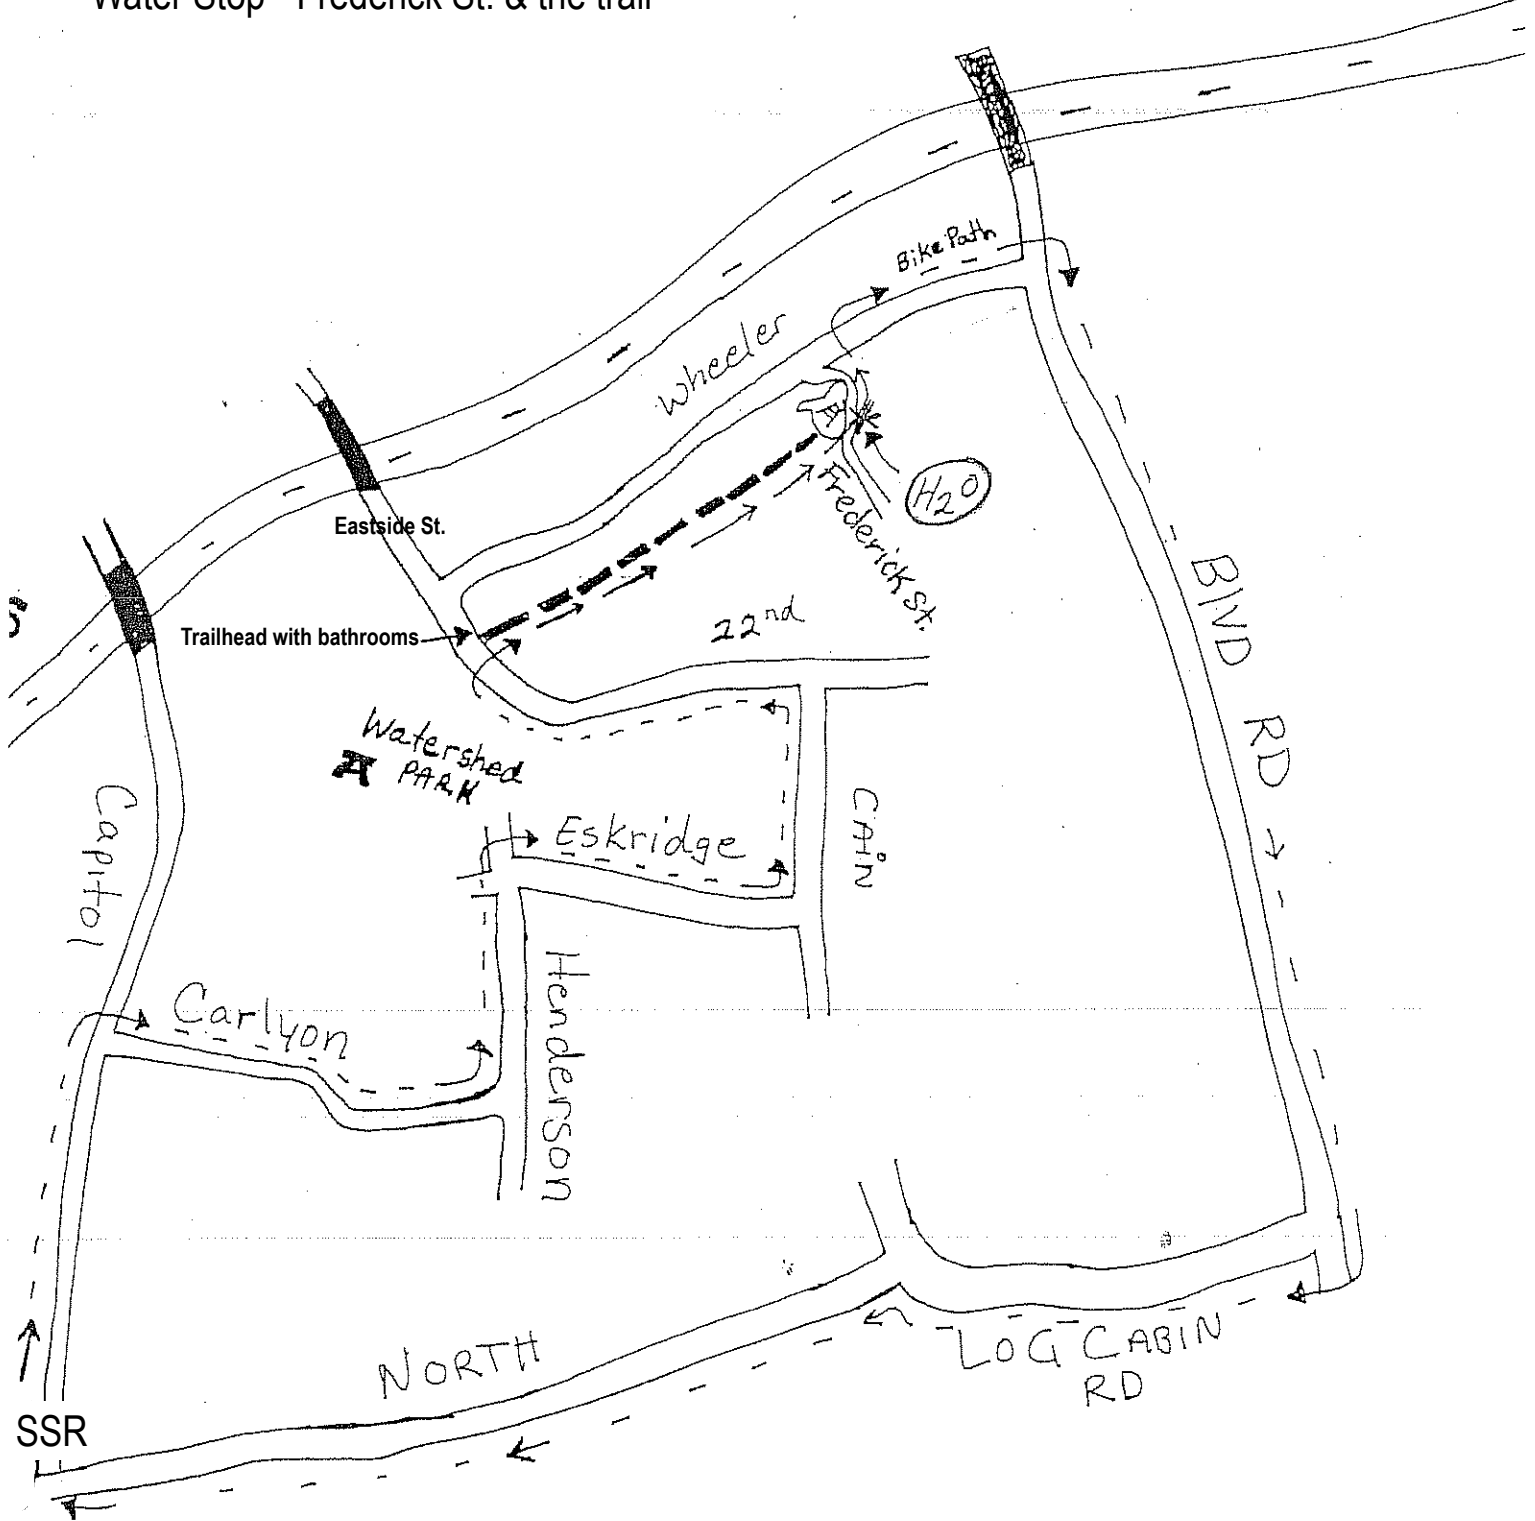 Water Stop - Frederick St. & the trail
Bike Path
Wheeler
H2O
Eastside St.
Frederick St.
BLVD RD
22nd
Trailhead with bathrooms
Watershed
PARK
Capitol
Eskridge
CAIN
Carlyon
Henderson
NORTH
LOG CABIN
RD
SSR